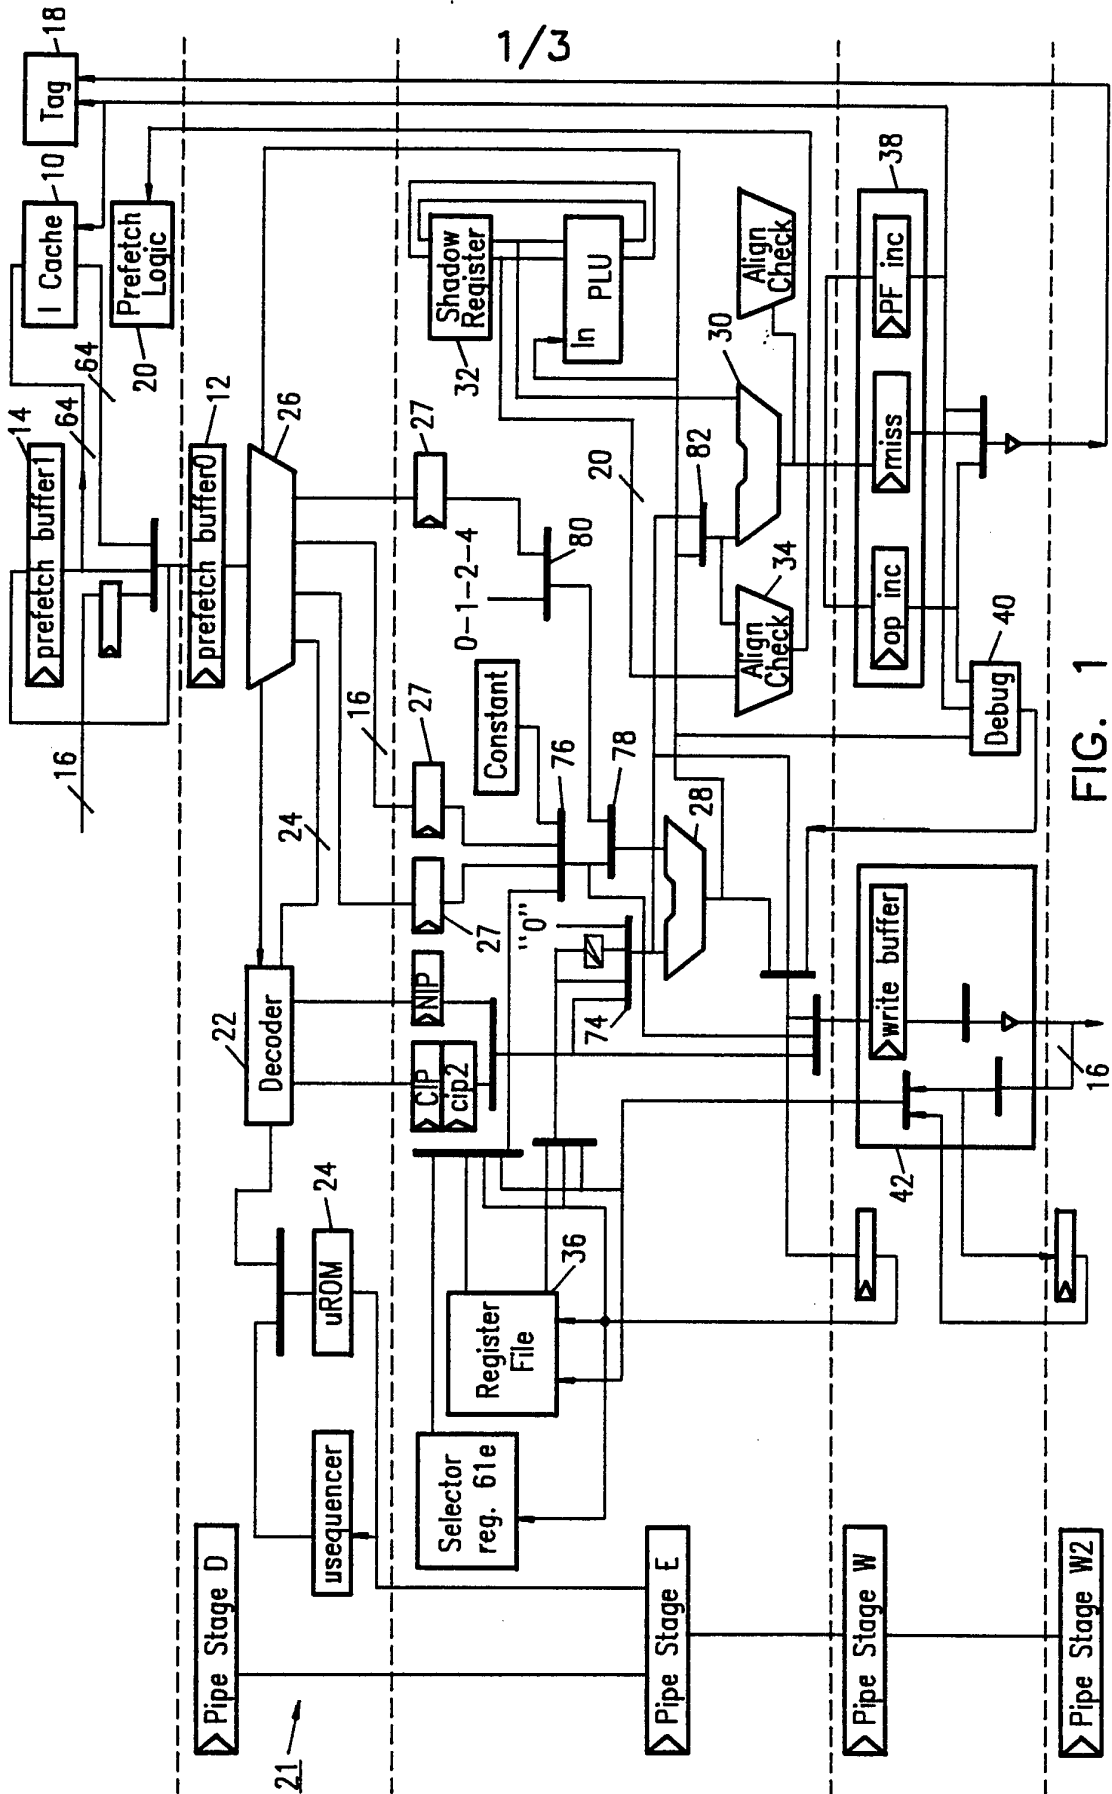 1/3
18
Tag
10
I Cache
Prefetch Logic
20
64
64
14
prefetch buffer1
16
12
prefetch buffer0
26
22
Decoder
24
16
24
uROM
usequencer
Pipe Stage D
21
27
27
27
NIP
CIP
cip2
"0"
Constant
0-1-2-4
80
76
78
74
28
Shadow Register
32
PLU
In
20
82
30
Align Check
34
Align Check
36
Register File
Selector reg. 61e
Pipe Stage E
38
PF inc
miss
op inc
40
Debug
write buffer
42
16
Pipe Stage W
Pipe Stage W2
FIG. 1